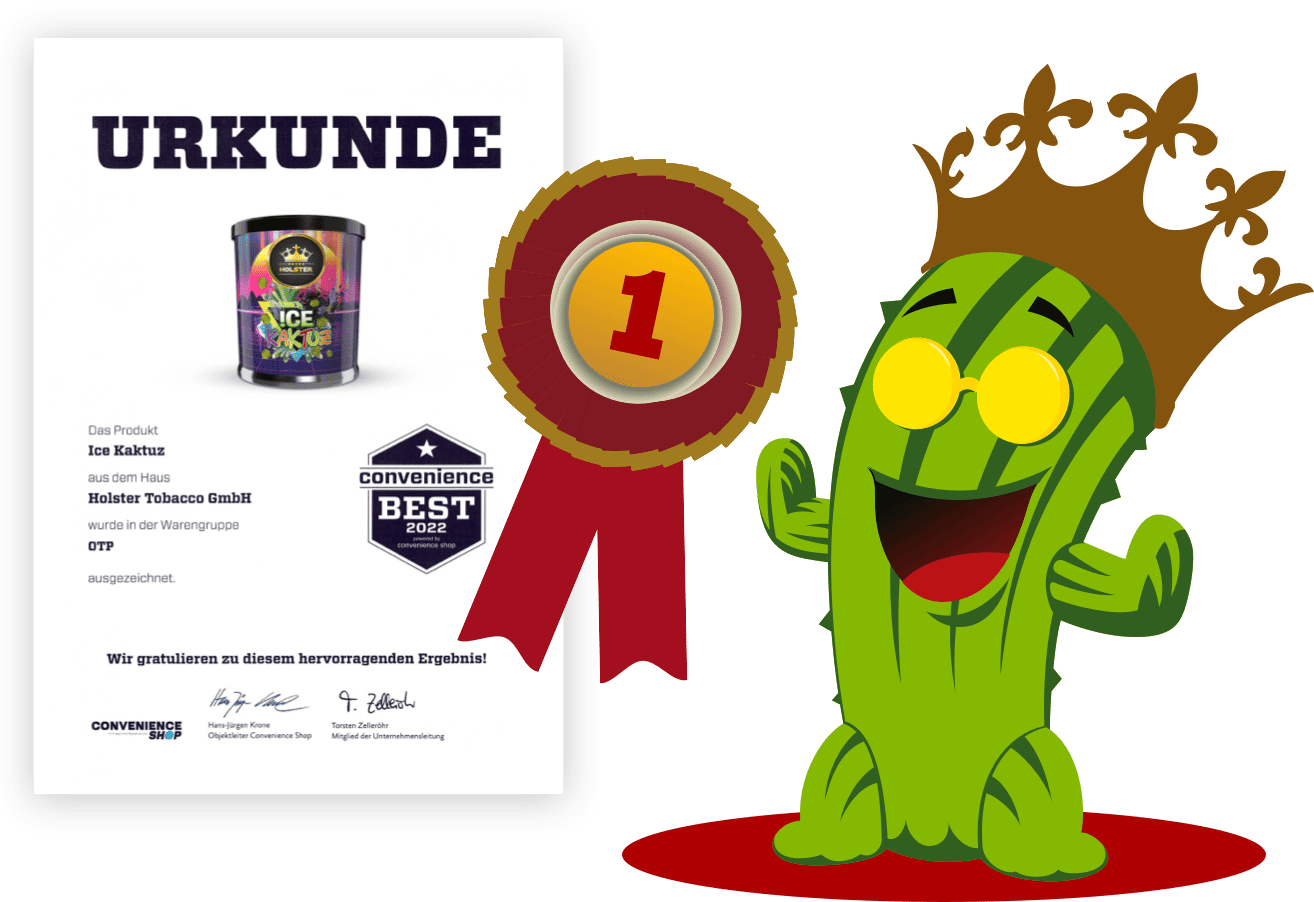 URKUNDE
HOLSTER
ICE
KAKTUZ
1
Das Produkt
Ice Kaktuz
aus dem Haus
Holster Tobacco GmbH
wurde in der Warengruppe
OTP
ausgezeichnet.
convenience
BEST
2022
powered by
convenience shop
Wir gratulieren zu diesem hervorragenden Ergebnis!
CONVENIENCE
SHOP
Hans-Jürgen Krone
Objektleiter Convenience Shop
T. Zelleröhr
Torsten Zelleröhr
Mitglied der Unternehmensleitung